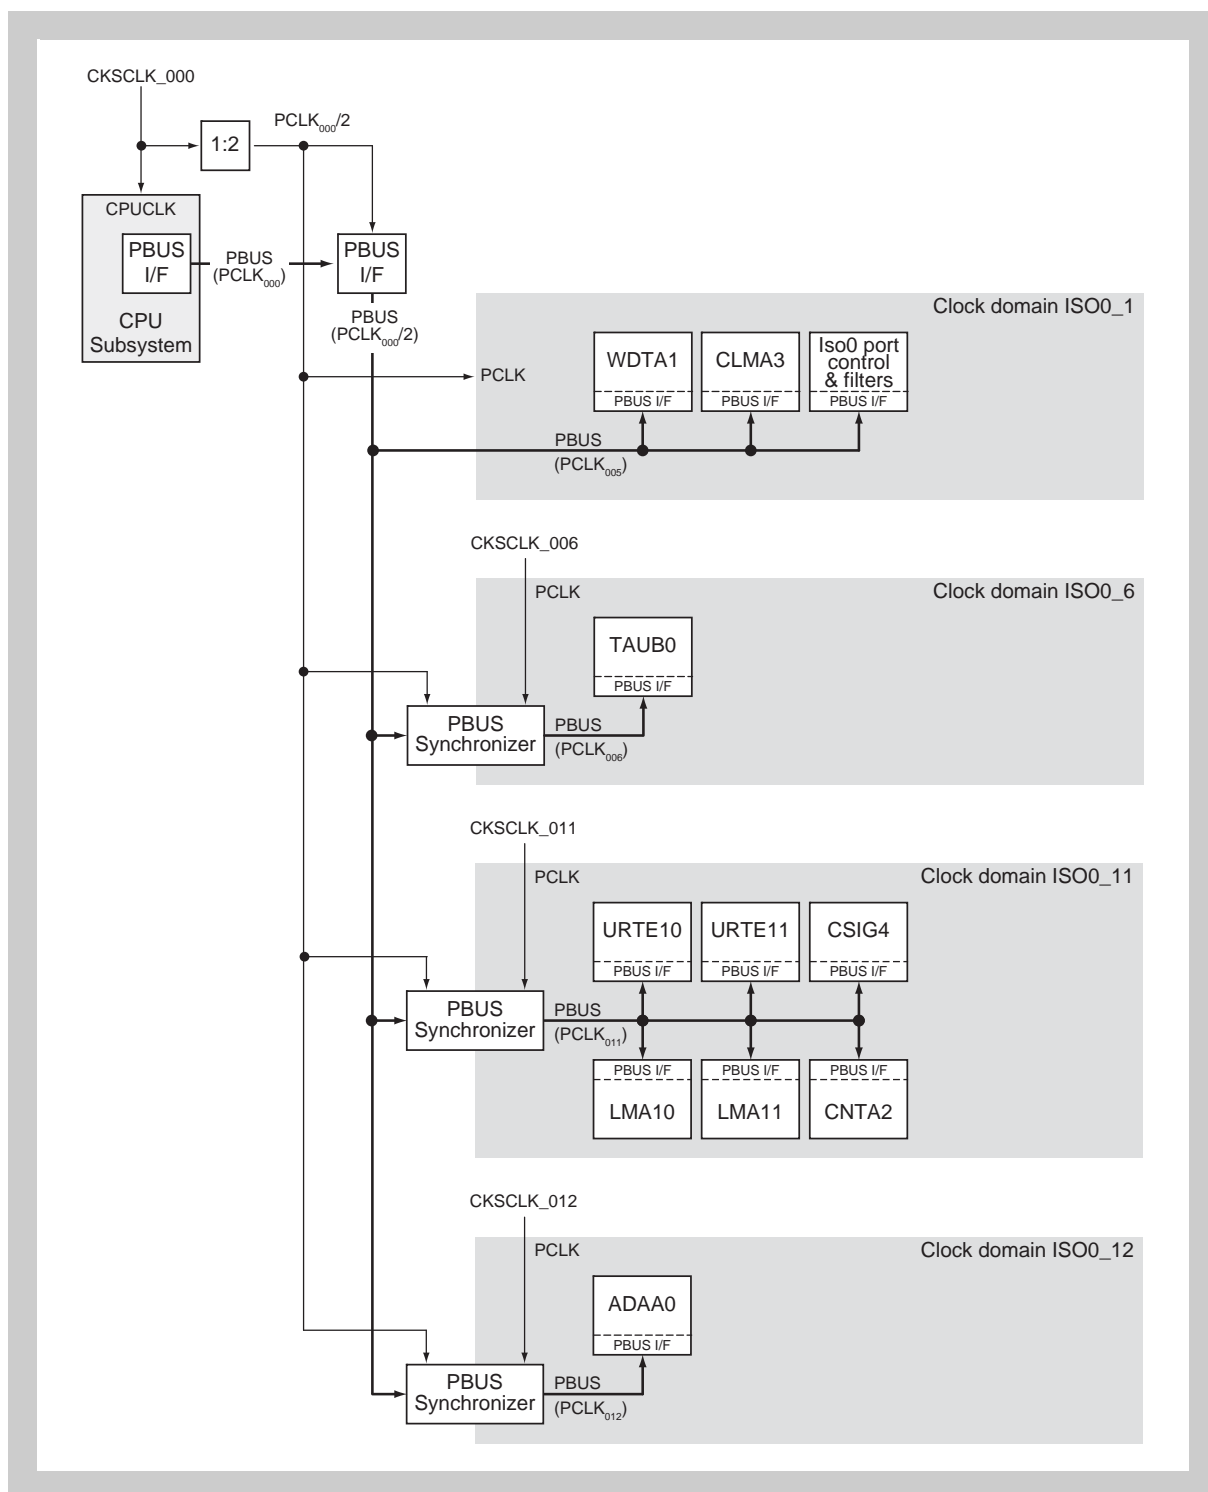 CKSCLK_000
PCLK000/2
1:2
CPUCLK
PBUS
I/F
CPU
Subsystem
PBUS
(PCLK000)
PBUS
I/F
PBUS
(PCLK000/2)
Clock domain ISO0_1
PCLK
WDTA1
PBUS I/F
CLMA3
PBUS I/F
Iso0 port
control
& filters
PBUS I/F
PBUS
(PCLK005)
CKSCLK_006
Clock domain ISO0_6
PCLK
TAUB0
PBUS I/F
PBUS
Synchronizer
PBUS
(PCLK006)
CKSCLK_011
Clock domain ISO0_11
PCLK
URTE10
PBUS I/F
URTE11
PBUS I/F
CSIG4
PBUS I/F
PBUS
Synchronizer
PBUS
(PCLK011)
PBUS I/F
LMA10
PBUS I/F
LMA11
PBUS I/F
CNTA2
CKSCLK_012
Clock domain ISO0_12
PCLK
ADAA0
PBUS I/F
PBUS
Synchronizer
PBUS
(PCLK012)